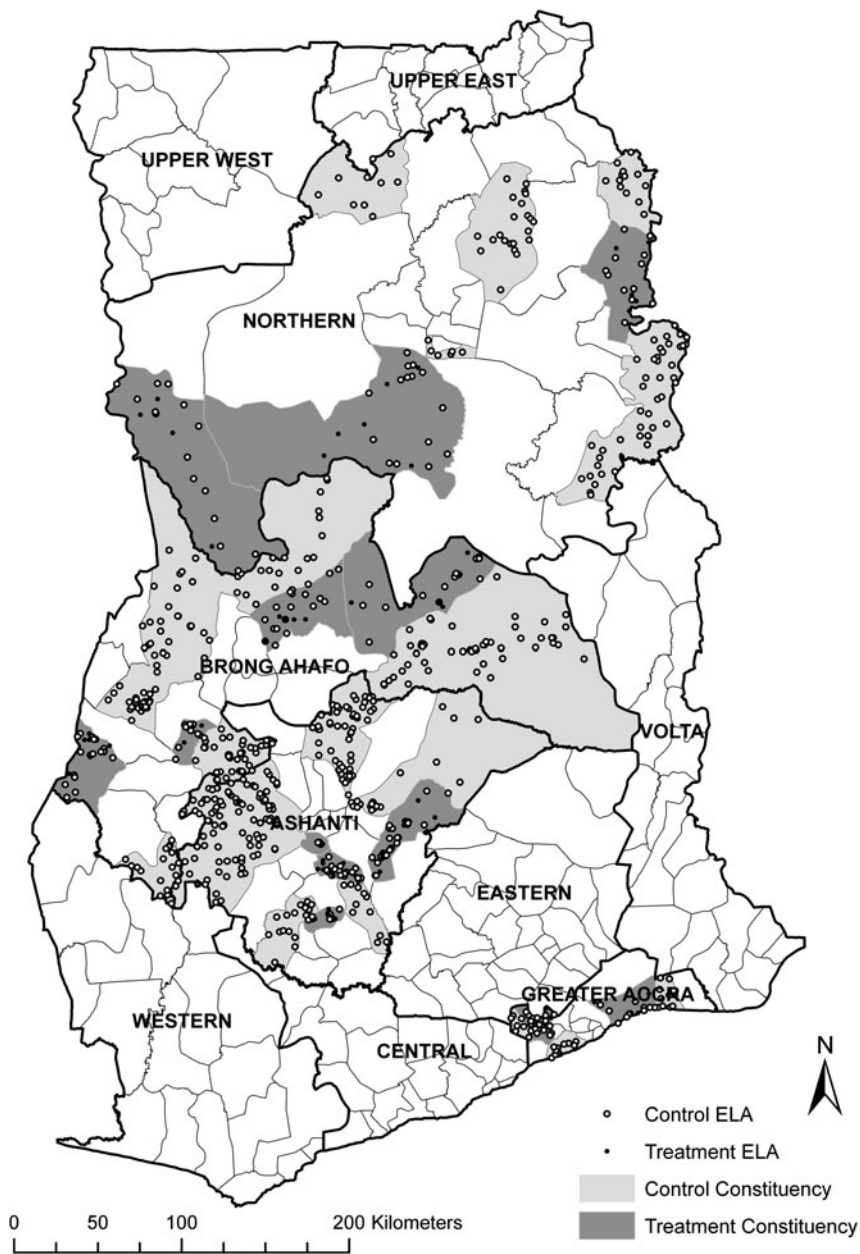 UPPER EAST
UPPER WEST
NORTHERN
BRONG AHAFO
VOLTA
ASHANTI
EASTERN
GREATER ACCRA
WESTERN
CENTRAL
N
Control ELA
Treatment ELA
Control Constituency
Treatment Constituency
0 50 100 200 Kilometers